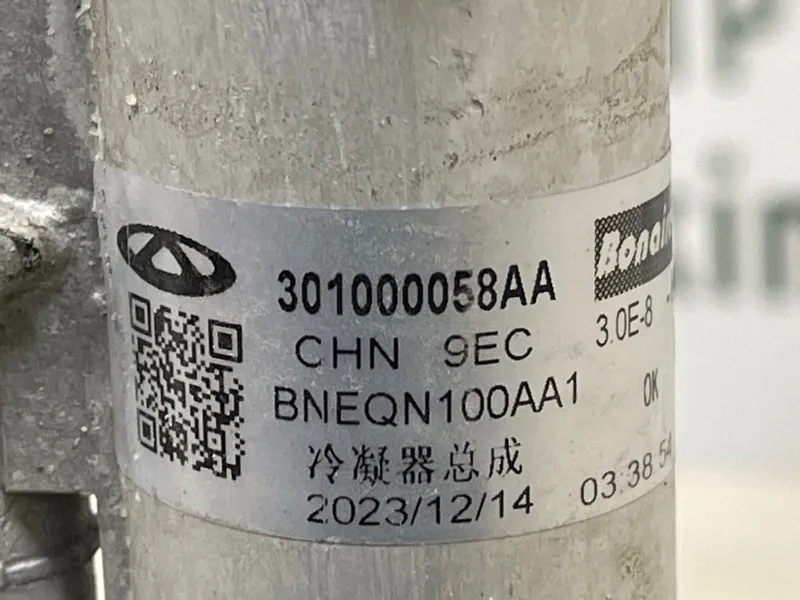 301000058AA
Bonair
CHN 9EC
3.0E-8
BNEQN100AA1
OK
冷凝器总成
2023/12/14
03:38 54